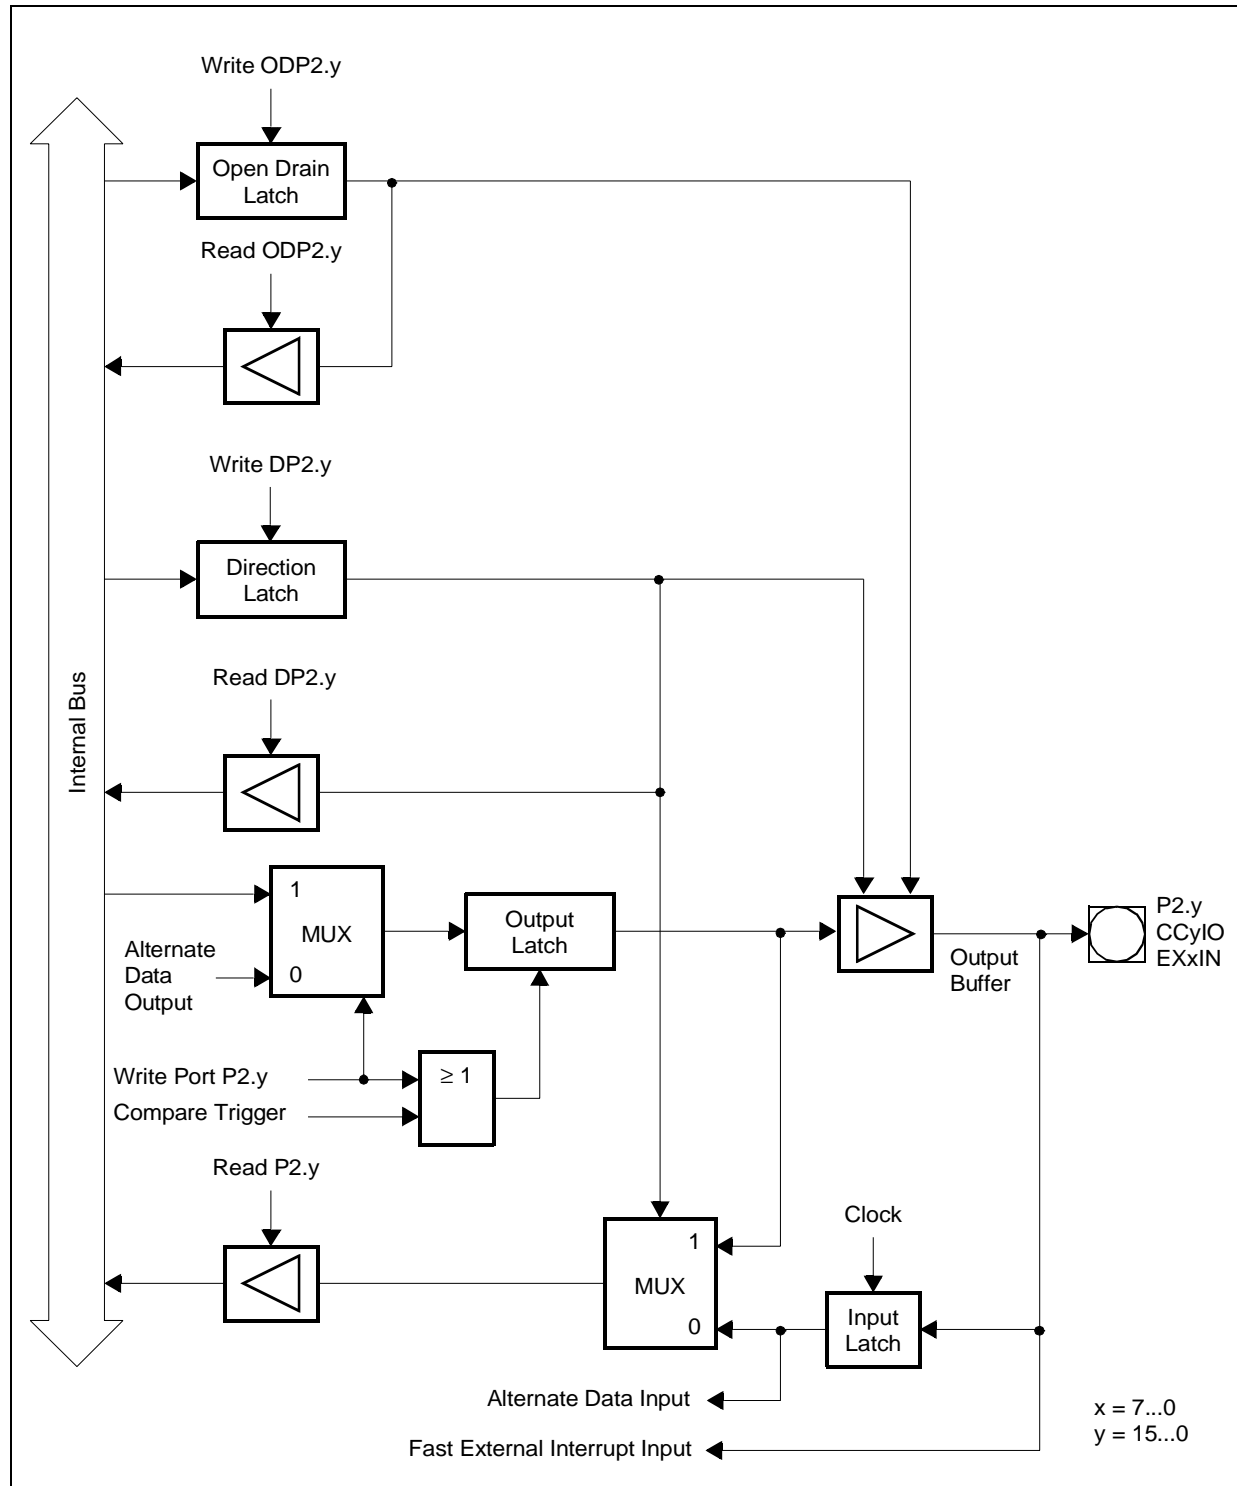 Write ODP2.y
Open Drain
Latch
Read ODP2.y
Write DP2.y
Direction
Latch
Internal Bus
Read DP2.y
1
MUX
0
Alternate
Data
Output
Output
Latch
Output
Buffer
P2.y
CCyIO
EXxIN
Write Port P2.y
≥ 1
Compare Trigger
Read P2.y
Clock
1
MUX
0
Input
Latch
Alternate Data Input
Fast External Interrupt Input
x = 7...0
y = 15...0